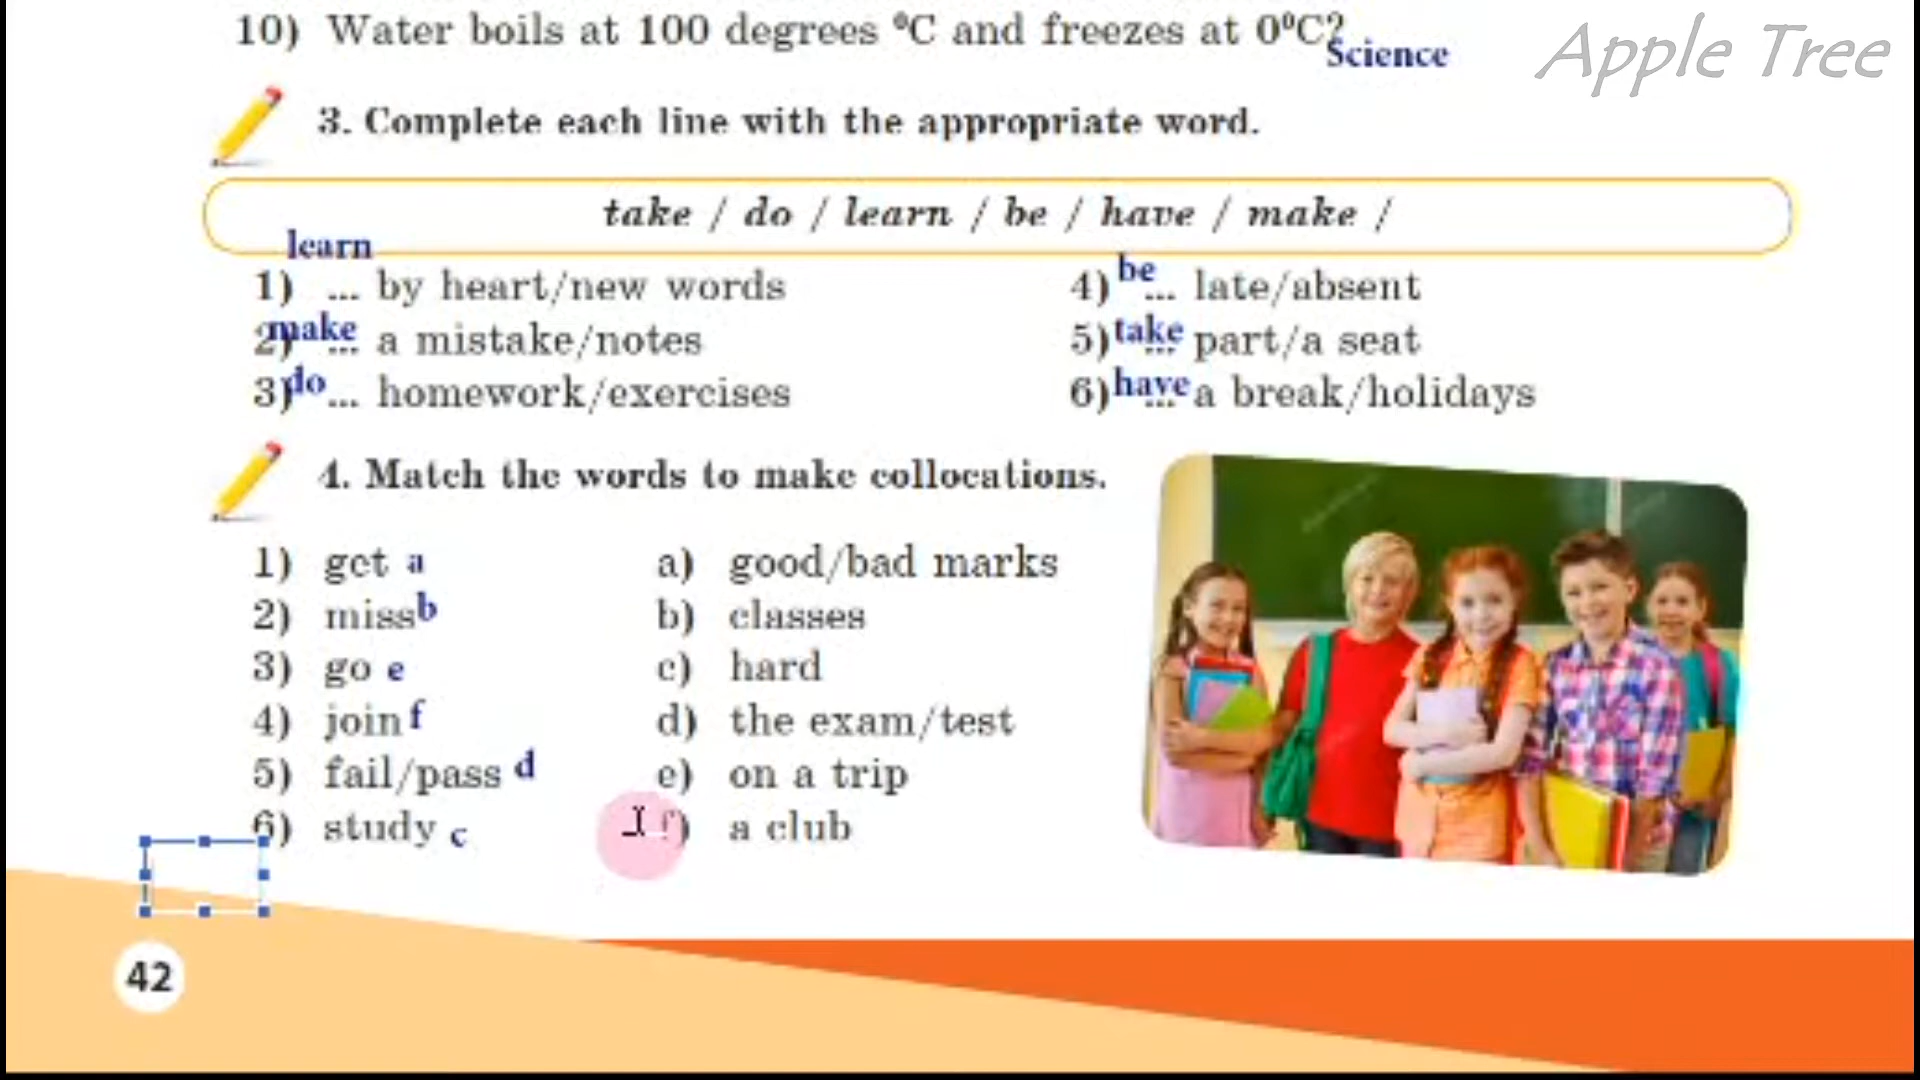 Apple Tree
10) Water boils at 100 degrees ⁰C and freezes at 0⁰C?
Science
3. Complete each line with the appropriate word.
take / do / learn / be / have / make /
learn
1) ... by heart/new words
make
2) ... a mistake/notes
do
3) ... homework/exercises
be
4) ... late/absent
take
5) ... part/a seat
have
6) ... a break/holidays
4. Match the words to make collocations.
1) get a
2) miss b
3) go e
4) join f
5) fail/pass d
6) study c
a) good/bad marks
b) classes
c) hard
d) the exam/test
e) on a trip
f) a club
42